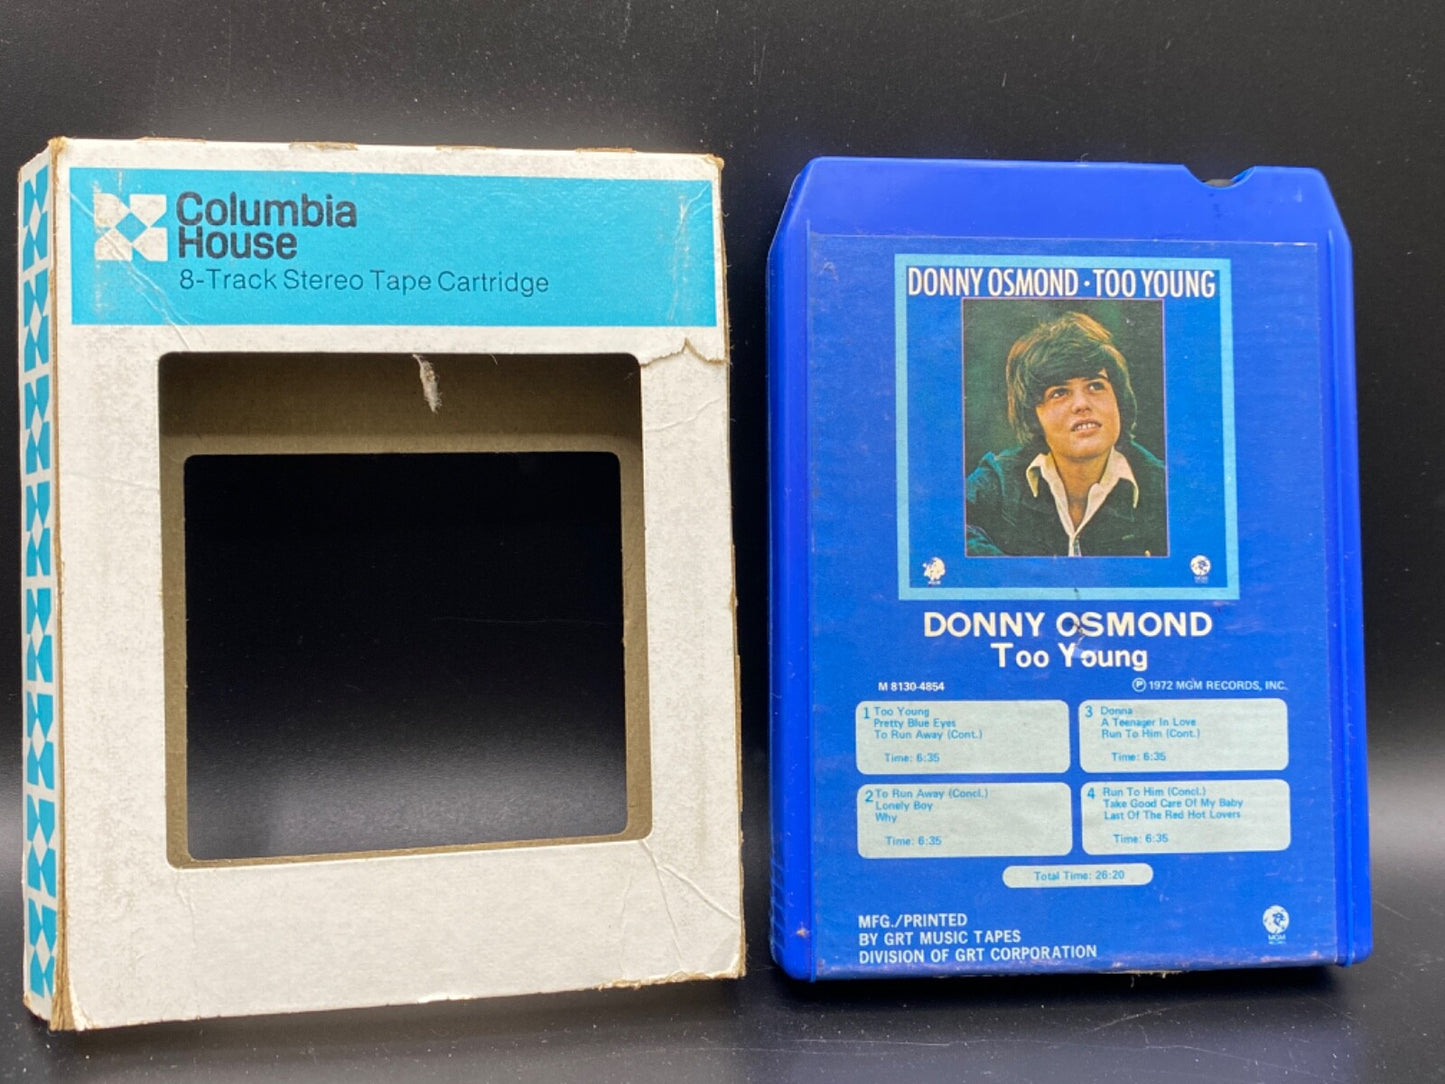 Columbia
House
8-Track Stereo Tape Cartridge
DONNY OSMOND · TOO YOUNG
DONNY OSMOND
Too Young
M 8130-4854
Ⓟ 1972 MGM RECORDS, INC.
1 Too Young
Pretty Blue Eyes
To Run Away (Cont.)
Time: 6:35
2 To Run Away (Concl.)
Lonely Boy
Why
Time: 6:35
3 Donna
A Teenager In Love
Run To Him (Cont.)
Time: 6:35
4 Run To Him (Concl.)
Take Good Care Of My Baby
Last Of The Red Hot Lovers
Time: 6:35
Total Time: 26:20
MFG./PRINTED
BY GRT MUSIC TAPES
DIVISION OF GRT CORPORATION
MGM